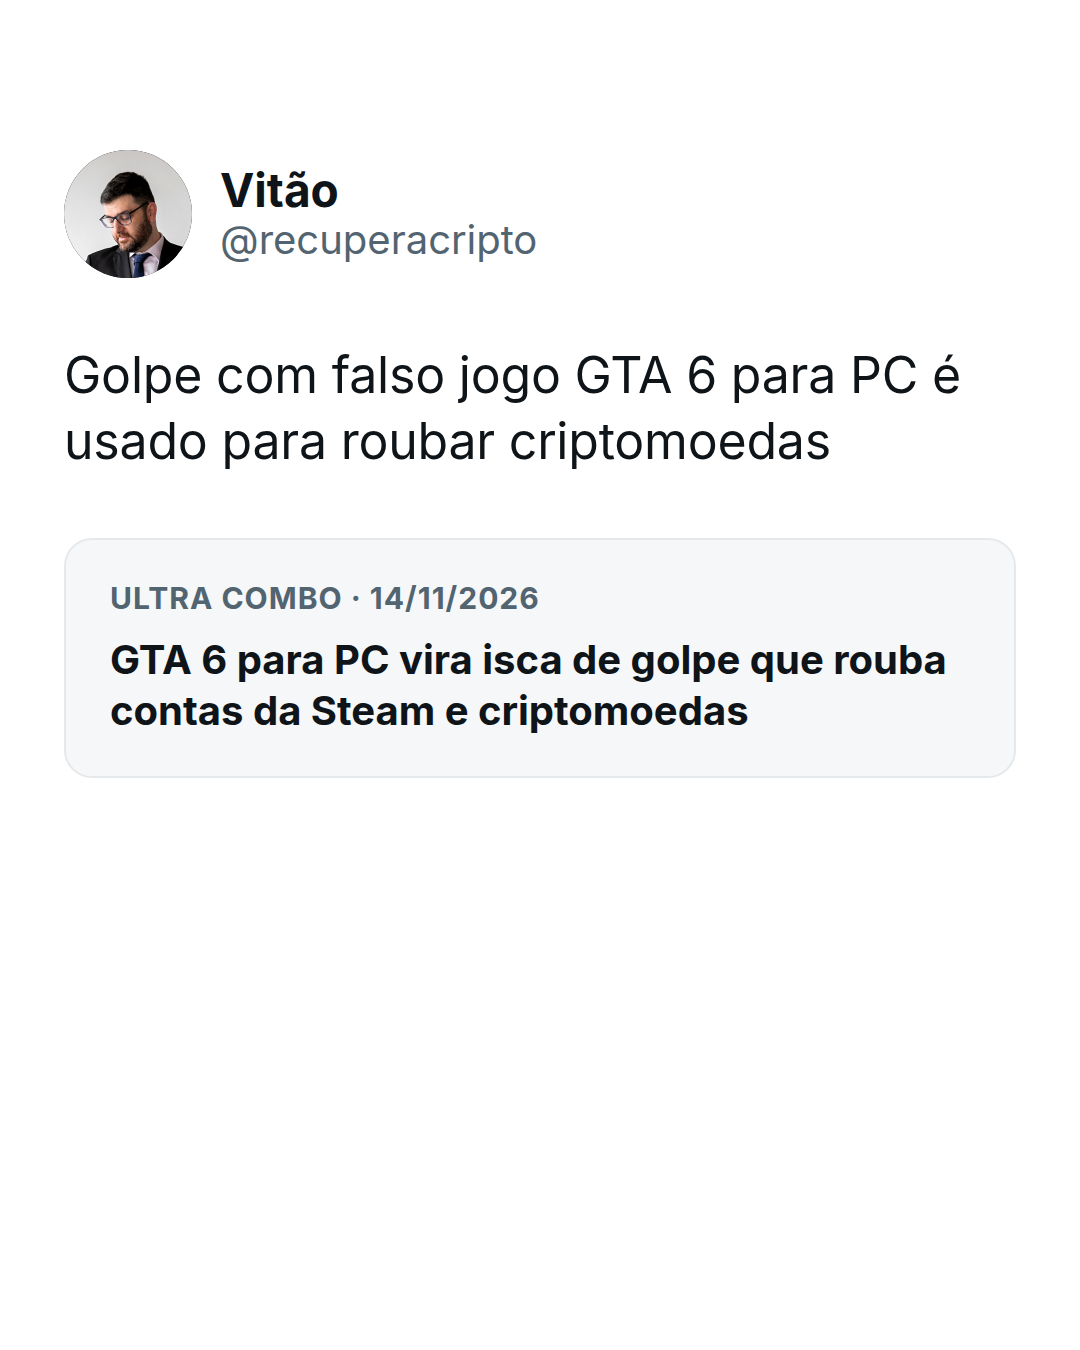 Vitão
@recuperacripto
Golpe com falso jogo GTA 6 para PC é
usado para roubar criptomoedas
ULTRA COMBO · 14/11/2026
GTA 6 para PC vira isca de golpe que rouba
contas da Steam e criptomoedas